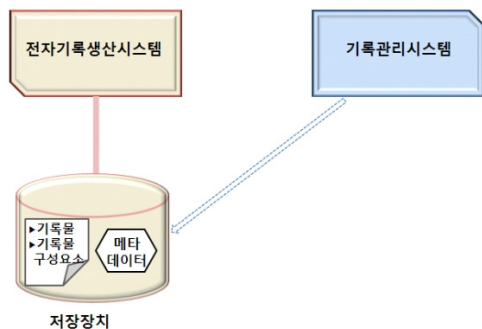 전자기록생산시스템
기록관리시스템
▶기록물
▶기록물
구성요소
메타
데이터
저장장치